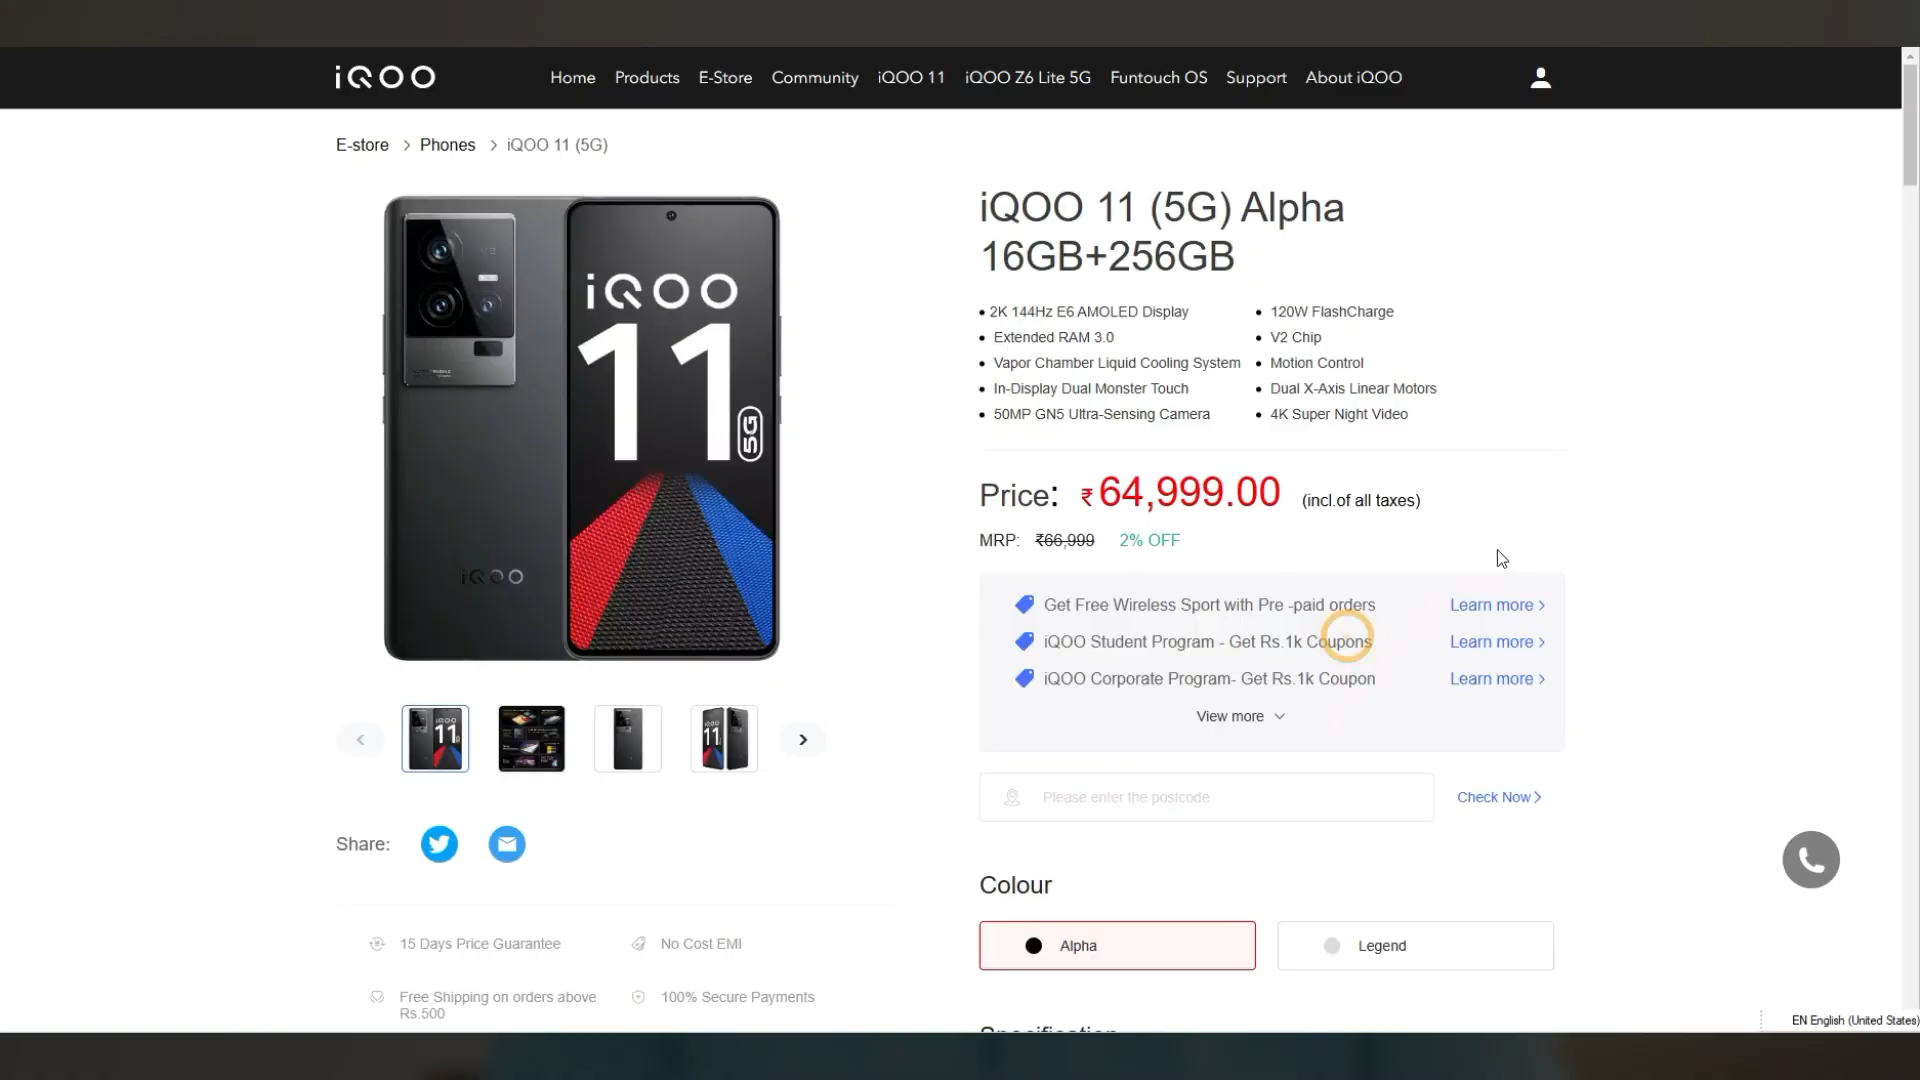 iQOO
Home Products E-Store Community iQOO 11 iQOO Z6 Lite 5G Funtouch OS Support About iQOO
E-store > Phones > iQOO 11 (5G)
iQOO
11
5G
iQOO
iQOO 11 (5G) Alpha
16GB+256GB
• 2K 144Hz E6 AMOLED Display
• Extended RAM 3.0
• Vapor Chamber Liquid Cooling System
• In-Display Dual Monster Touch
• 50MP GN5 Ultra-Sensing Camera
• 120W FlashCharge
• V2 Chip
• Motion Control
• Dual X-Axis Linear Motors
• 4K Super Night Video
Price: ₹64,999.00 (incl.of all taxes)
MRP: ₹66,999 2% OFF
Get Free Wireless Sport with Pre -paid orders Learn more >
iQOO Student Program - Get Rs.1k Coupons Learn more >
iQOO Corporate Program- Get Rs.1k Coupon Learn more >
View more
Please enter the postcode Check Now >
Share:
15 Days Price Guarantee
No Cost EMI
Free Shipping on orders above
Rs.500
100% Secure Payments
Colour
Alpha
Legend
Specification
EN English (United States)